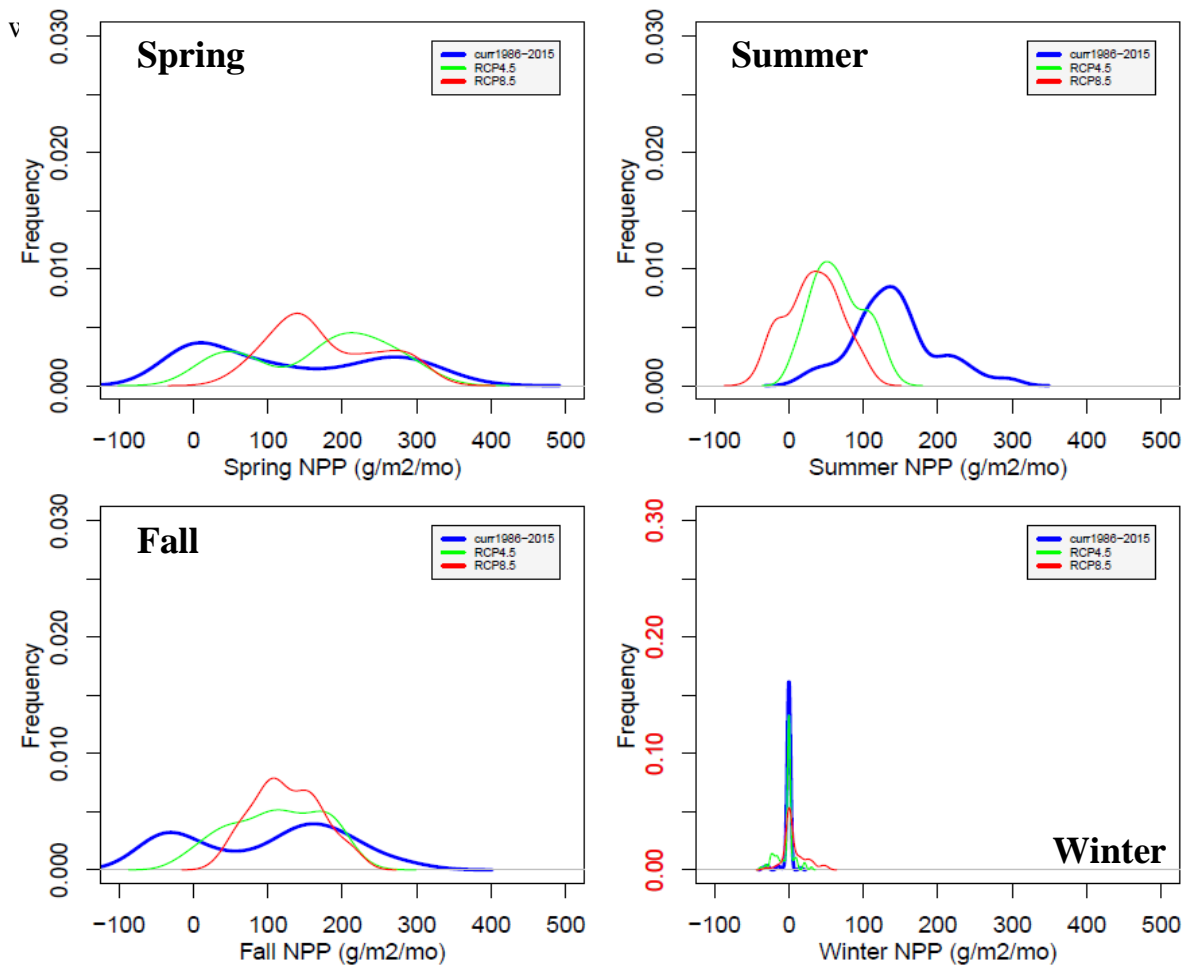 v
Spring
curr1986-2015
RCP4.5
RCP8.5
Frequency
0.000 0.010 0.020 0.030
-100 0 100 200 300 400 500
Spring NPP (g/m2/mo)
Summer
curr1986-2015
RCP4.5
RCP8.5
Frequency
0.000 0.010 0.020 0.030
-100 0 100 200 300 400 500
Summer NPP (g/m2/mo)
Fall
curr1986-2015
RCP4.5
RCP8.5
Frequency
0.000 0.010 0.020 0.030
-100 0 100 200 300 400 500
Fall NPP (g/m2/mo)
curr1986-2015
RCP4.5
RCP8.5
Frequency
0.00 0.10 0.20 0.30
Winter
-100 0 100 200 300 400 500
Winter NPP (g/m2/mo)